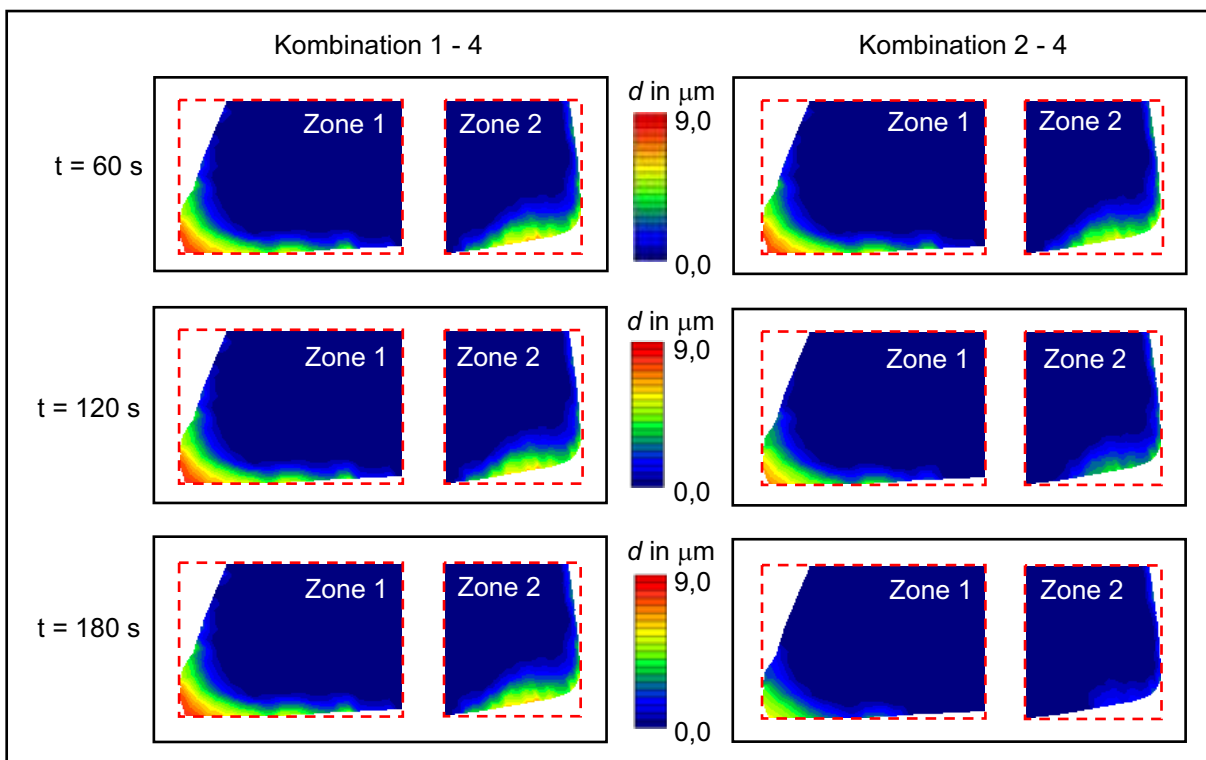 Kombination 1 - 4
Kombination 2 - 4
t = 60 s
Zone 1
Zone 2
d in μm
9,0
0,0
Zone 1
Zone 2
t = 120 s
Zone 1
Zone 2
d in μm
9,0
0,0
Zone 1
Zone 2
t = 180 s
Zone 1
Zone 2
d in μm
9,0
0,0
Zone 1
Zone 2